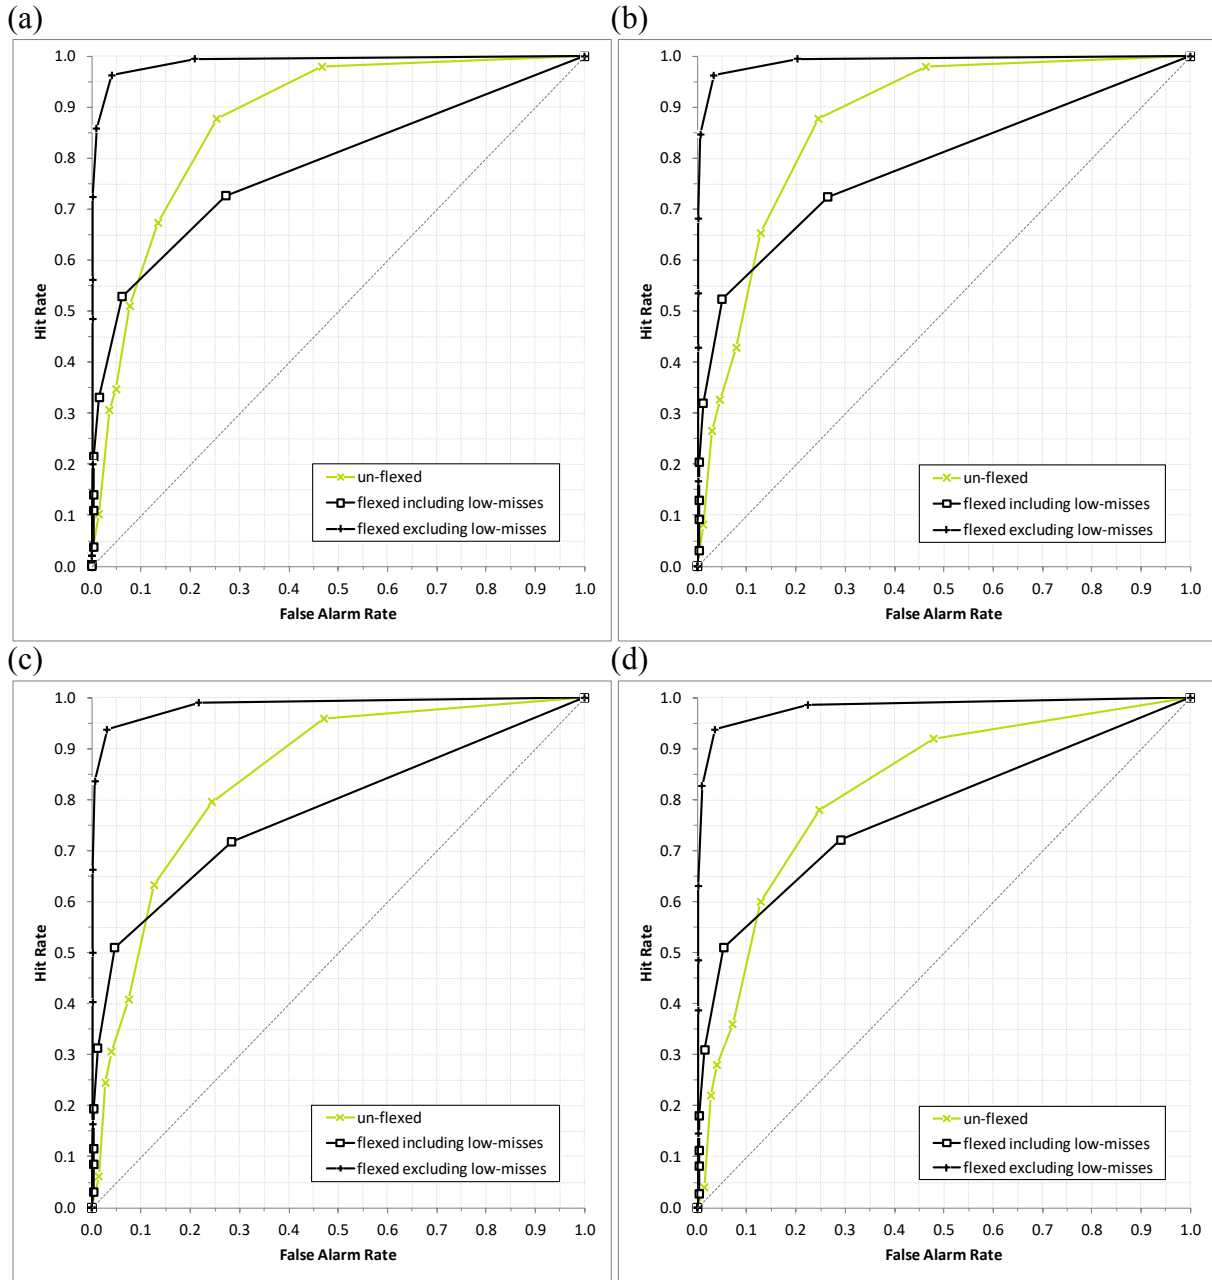 (a)
1.0
0.9
0.8
0.7
0.6
0.5
0.4
0.3
0.2
0.1
0.0
Hit Rate
un-flexed
flexed including low-misses
flexed excluding low-misses
0.0 0.1 0.2 0.3 0.4 0.5 0.6 0.7 0.8 0.9 1.0
False Alarm Rate
(b)
1.0
0.9
0.8
0.7
0.6
0.5
0.4
0.3
0.2
0.1
0.0
Hit Rate
un-flexed
flexed including low-misses
flexed excluding low-misses
0.0 0.1 0.2 0.3 0.4 0.5 0.6 0.7 0.8 0.9 1.0
False Alarm Rate
(c)
1.0
0.9
0.8
0.7
0.6
0.5
0.4
0.3
0.2
0.1
0.0
Hit Rate
un-flexed
flexed including low-misses
flexed excluding low-misses
0.0 0.1 0.2 0.3 0.4 0.5 0.6 0.7 0.8 0.9 1.0
False Alarm Rate
(d)
1.0
0.9
0.8
0.7
0.6
0.5
0.4
0.3
0.2
0.1
0.0
Hit Rate
un-flexed
flexed including low-misses
flexed excluding low-misses
0.0 0.1 0.2 0.3 0.4 0.5 0.6 0.7 0.8 0.9 1.0
False Alarm Rate